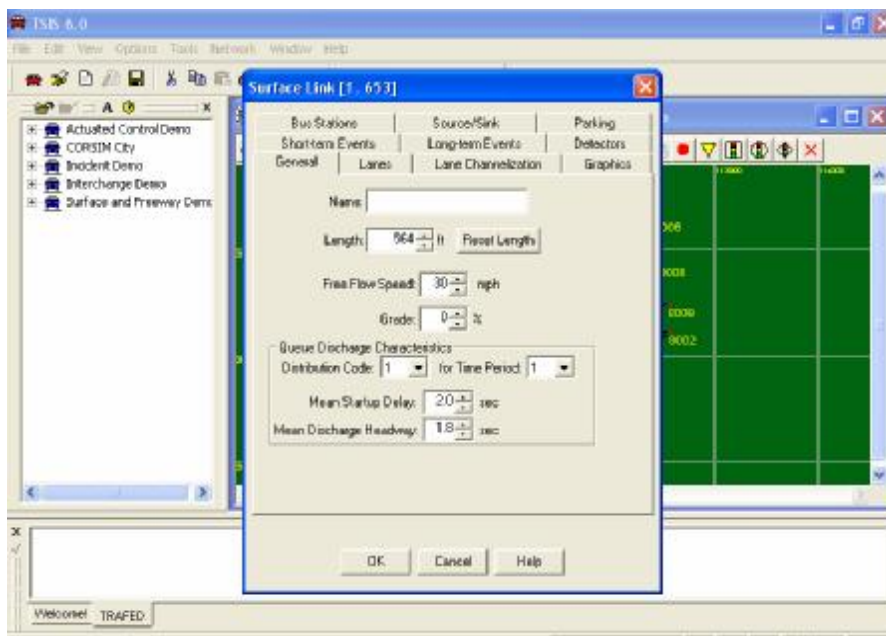 TSIS 6.0
File Edit View Options Tools Network Window Help
Actuated Control Demo
CORSIM City
Incident Demo
Interchange Demo
Surface and Freeway Dem
Surface Link [1, 653]
Bus Stations Source/Sink Parking
Short-term Events Long-term Events Detectors
General Lanes Lane Channelization Graphics
Name:
Length: 564 ft Reset Length
Free Flow Speed: 30 mph
Grade: 0 %
Queue Discharge Characteristics
Distribution Code: 1 for Time Period: 1
Mean Startup Delay: 2.0 sec
Mean Discharge Headway: 1.8 sec
OK Cancel Help
8002
Welcome! TRAFED